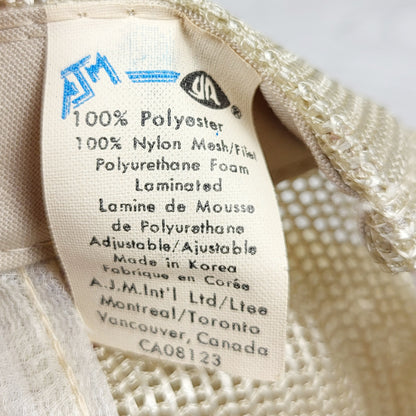 AJM
®
100% Polyester
100% Nylon Mesh/Filet
Polyurethane Foam
Laminated
Lamine de Mousse
de Polyurethane
Adjustable/Ajustable
Made in Korea
Fabrique en Corée
A.J.M.Int'l Ltd/Ltee
Montreal/Toronto
Vancouver, Canada
CA08123